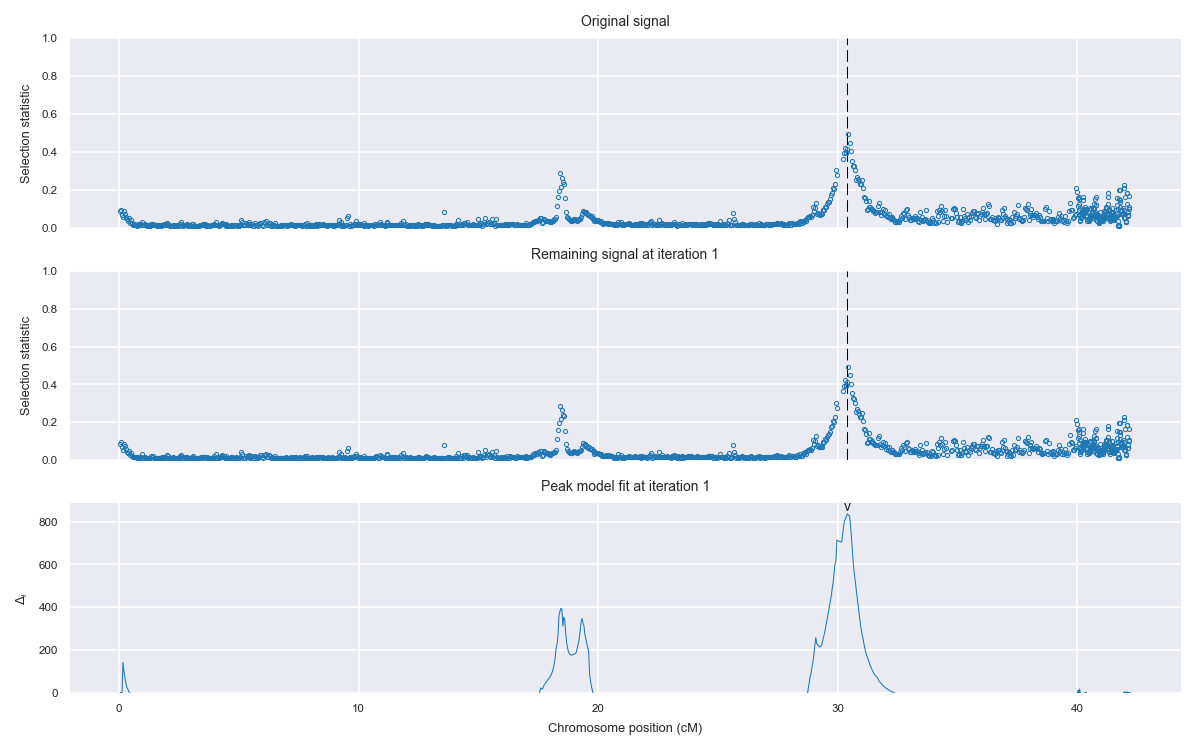 Original signal
1.0
0.8
0.6
0.4
0.2
0.0
Selection statistic
Remaining signal at iteration 1
1.0
0.8
0.6
0.4
0.2
0.0
Selection statistic
Peak model fit at iteration 1
v
800
600
400
200
0
Δᵢ
0 10 20 30 40
Chromosome position (cM)